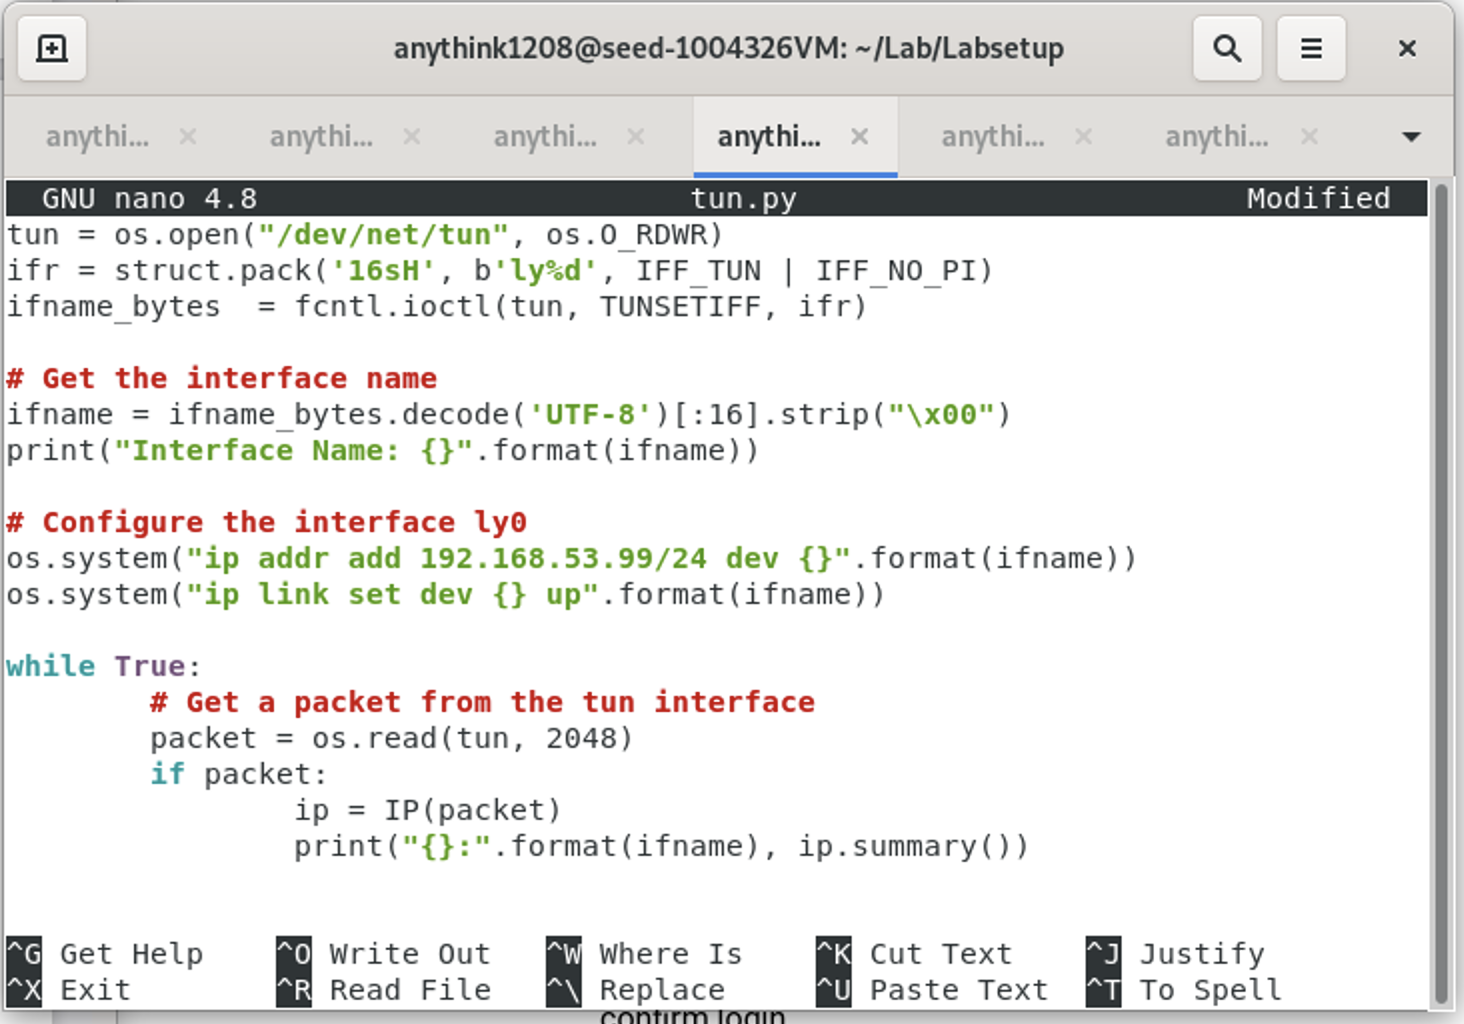 anythink1208@seed-1004326VM: ~/Lab/Labsetup
anythi... anythi... anythi... anythi... anythi... anythi...
GNU nano 4.8 tun.py Modified
tun = os.open("/dev/net/tun", os.O_RDWR)
ifr = struct.pack('16sH', b'ly%d', IFF_TUN | IFF_NO_PI)
ifname_bytes  = fcntl.ioctl(tun, TUNSETIFF, ifr)
# Get the interface name
ifname = ifname_bytes.decode('UTF-8')[:16].strip("\x00")
print("Interface Name: {}".format(ifname))
# Configure the interface ly0
os.system("ip addr add 192.168.53.99/24 dev {}".format(ifname))
os.system("ip link set dev {} up".format(ifname))
while True:
        # Get a packet from the tun interface
        packet = os.read(tun, 2048)
        if packet:
                ip = IP(packet)
                print("{}:".format(ifname), ip.summary())
^G Get Help ^O Write Out ^W Where Is ^K Cut Text ^J Justify
^X Exit ^R Read File ^\ Replace ^U Paste Text ^T To Spell
confirm login